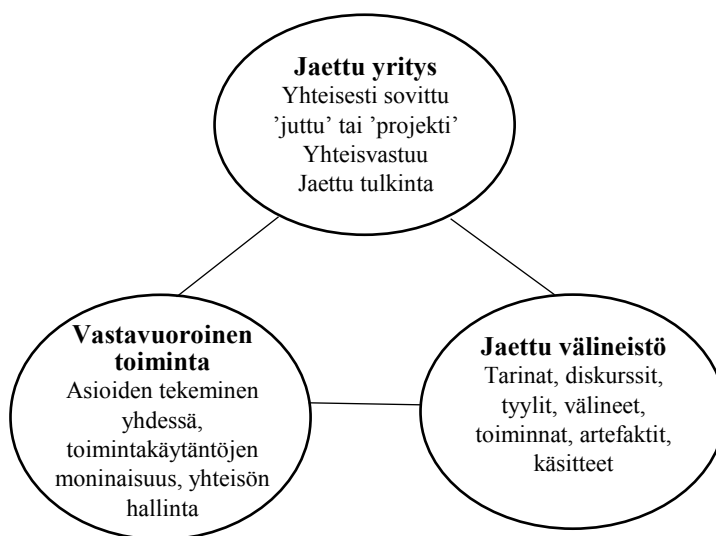 Jaettu yritys
Yhteisesti sovittu
’juttu’ tai ’projekti’
Yhteisvastuu
Jaettu tulkinta
Vastavuoroinen
toiminta
Asioiden tekeminen
yhdessä,
toimintakäytäntöjen
moninaisuus, yhteisön
hallinta
Jaettu välineistö
Tarinat, diskurssit,
tyylit, välineet,
toiminnat, artefaktit,
käsitteet